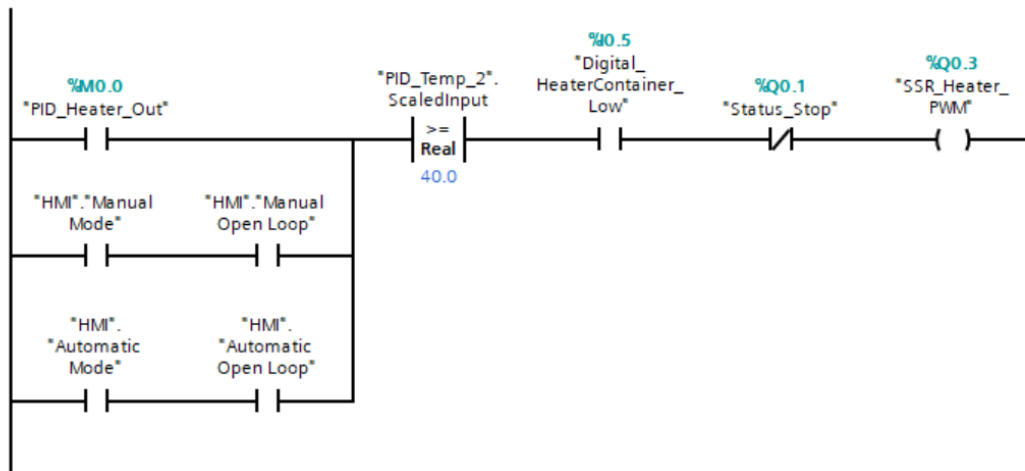 %M0.0
"PID_Heater_Out"
"PID_Temp_2".
ScaledInput
>=
Real
40.0
%I0.5
"Digital_
HeaterContainer_
Low"
%Q0.1
"Status_Stop"
%Q0.3
"SSR_Heater_
PWM"
"HMI"."Manual
Mode"
"HMI"."Manual
Open Loop"
"HMI".
"Automatic
Mode"
"HMI".
"Automatic
Open Loop"